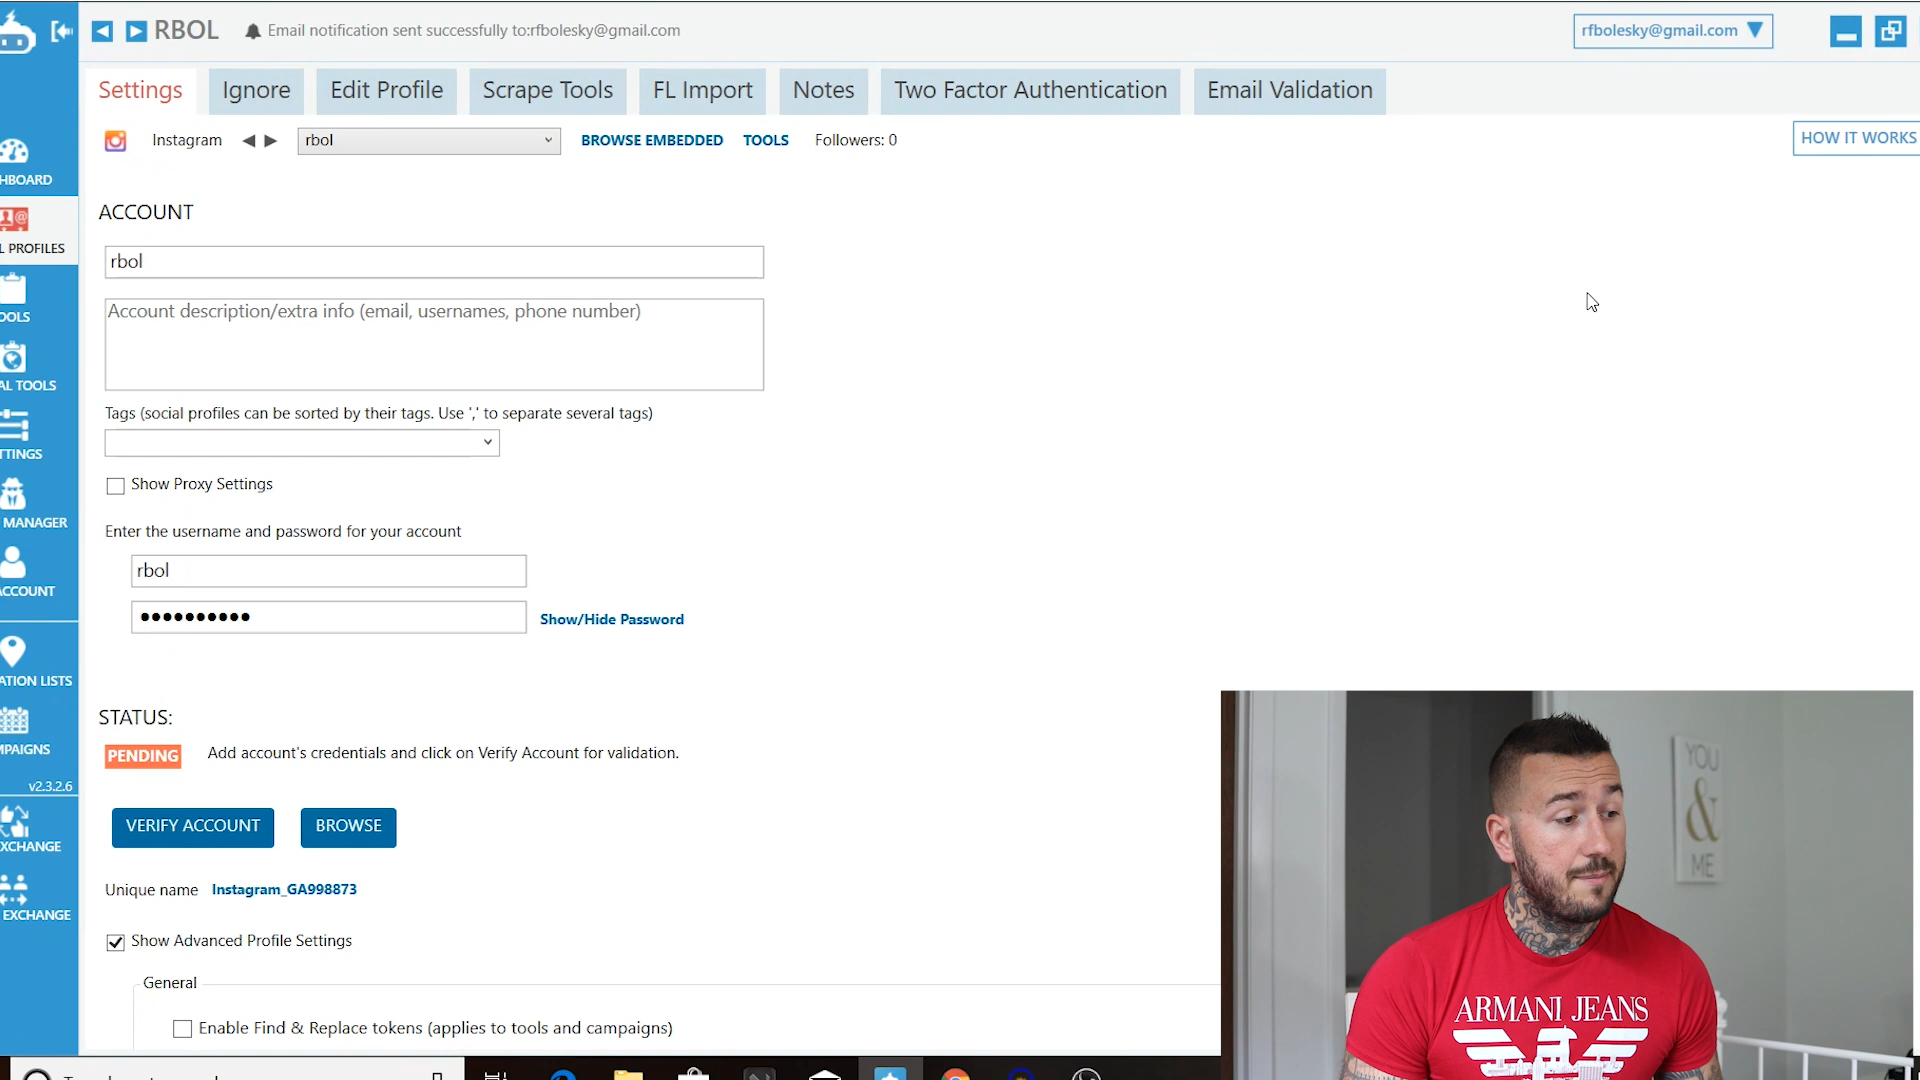 RBOL
Email notification sent successfully to:rfbolesky@gmail.com
rfbolesky@gmail.com
Settings
Ignore
Edit Profile
Scrape Tools
FL Import
Notes
Two Factor Authentication
Email Validation
Instagram
rbol
BROWSE EMBEDDED
TOOLS
Followers: 0
HOW IT WORKS
HBOARD
L PROFILES
OOLS
AL TOOLS
TTINGS
MANAGER
ACCOUNT
ATION LISTS
MPAIGNS
v2.3.2.6
XCHANGE
EXCHANGE
ACCOUNT
rbol
Account description/extra info (email, usernames, phone number)
Tags (social profiles can be sorted by their tags. Use ',' to separate several tags)
Show Proxy Settings
Enter the username and password for your account
rbol
Show/Hide Password
STATUS:
PENDING
Add account's credentials and click on Verify Account for validation.
VERIFY ACCOUNT
BROWSE
Unique name Instagram_GA998873
Show Advanced Profile Settings
General
Enable Find & Replace tokens (applies to tools and campaigns)
YOU
&
ME
ARMANI JEANS